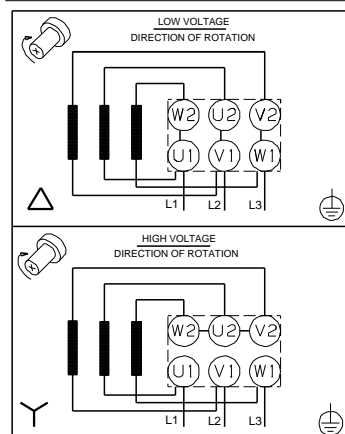 LOW VOLTAGE
DIRECTION OF ROTATION
W2 U2 V2
U1 V1 W1
L1 L2 L3
HIGH VOLTAGE
DIRECTION OF ROTATION
W2 U2 V2
U1 V1 W1
L1 L2 L3